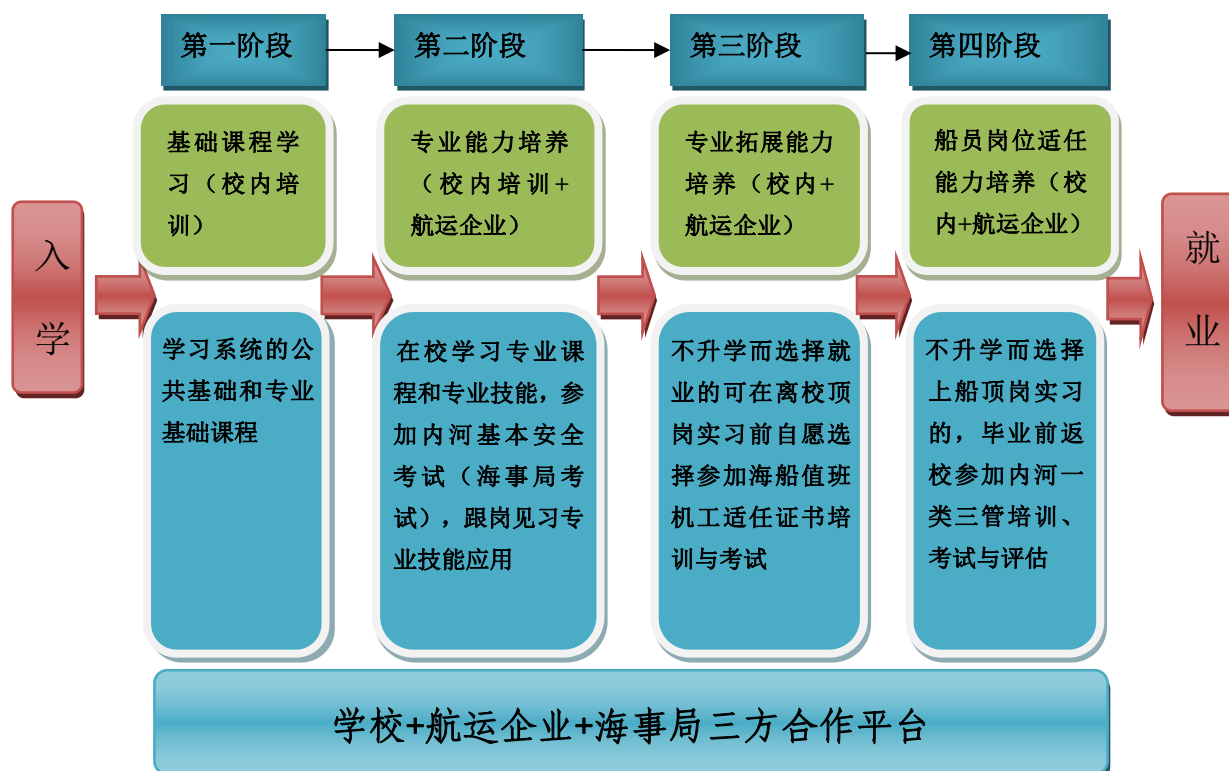 第一阶段
第二阶段
第三阶段
第四阶段
基础课程学
习（校内培
训）
专业能力培养
（校内培训+
航运企业）
专业拓展能力
培养（校内+
航运企业）
船员岗位适任
能力培养（校
内+航运企业）
入
学
就
业
学习系统的公
共基础和专业
基础课程
在校学习专业课
程和专业技能，参
加内河基本安全
考试（海事局考
试），跟岗见习专
业技能应用
不升学而选择就
业的可在离校顶
岗实习前自愿选
择参加海船值班
机工适任证书培
训与考试
不升学而选择
上船顶岗实习
的，毕业前返
校参加内河一
类三管培训、
考试与评估
学校+航运企业+海事局三方合作平台